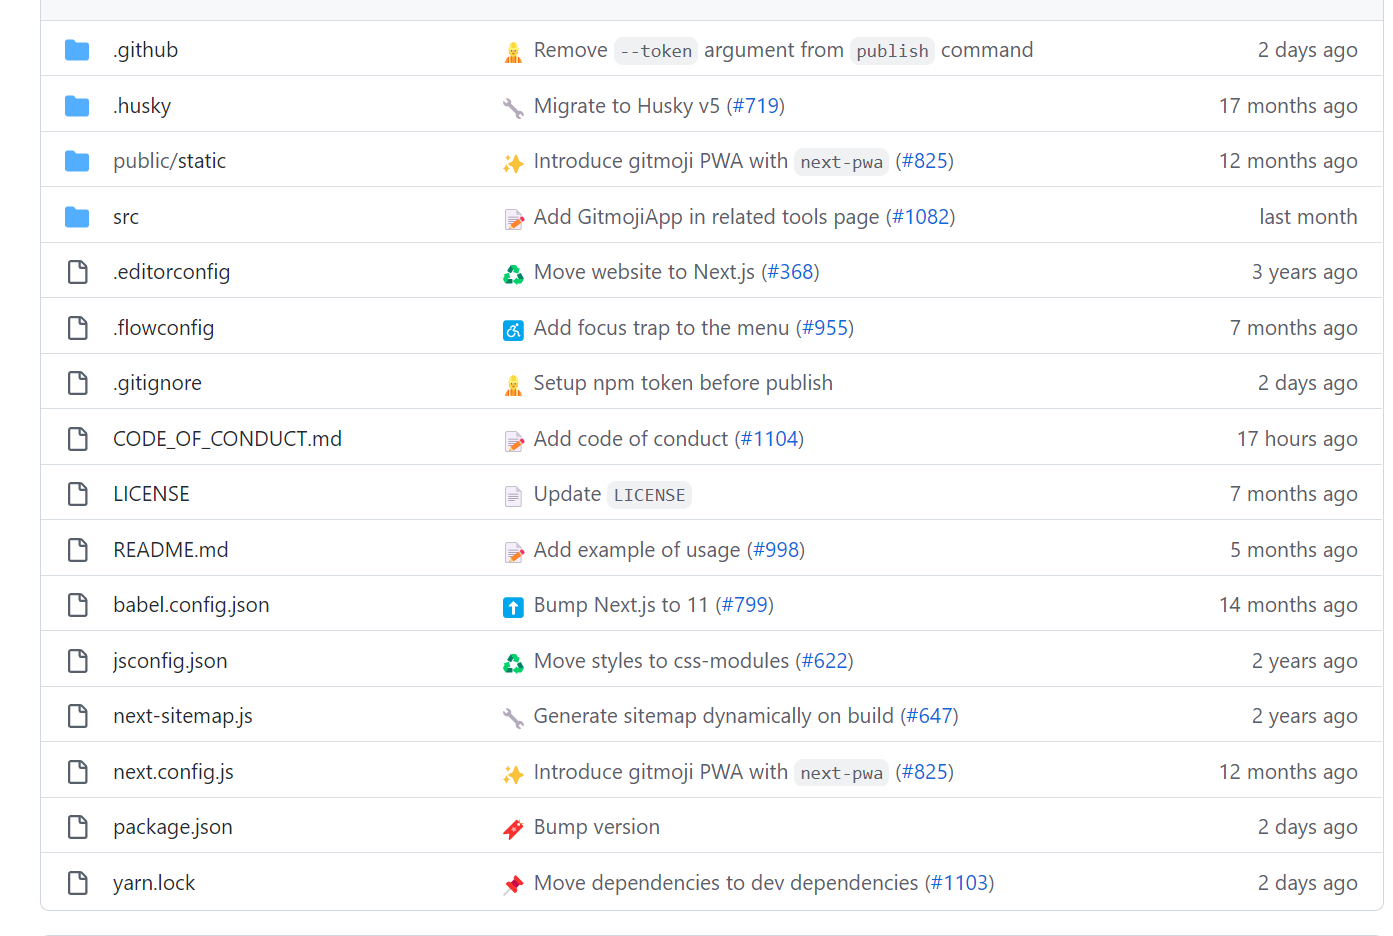 .github Remove --token argument from publish command 2 days ago
.husky Migrate to Husky v5 (#719) 17 months ago
public/static Introduce gitmoji PWA with next-pwa (#825) 12 months ago
src Add GitmojiApp in related tools page (#1082) last month
.editorconfig Move website to Next.js (#368) 3 years ago
.flowconfig Add focus trap to the menu (#955) 7 months ago
.gitignore Setup npm token before publish 2 days ago
CODE_OF_CONDUCT.md Add code of conduct (#1104) 17 hours ago
LICENSE Update LICENSE 7 months ago
README.md Add example of usage (#998) 5 months ago
babel.config.json Bump Next.js to 11 (#799) 14 months ago
jsconfig.json Move styles to css-modules (#622) 2 years ago
next-sitemap.js Generate sitemap dynamically on build (#647) 2 years ago
next.config.js Introduce gitmoji PWA with next-pwa (#825) 12 months ago
package.json Bump version 2 days ago
yarn.lock Move dependencies to dev dependencies (#1103) 2 days ago